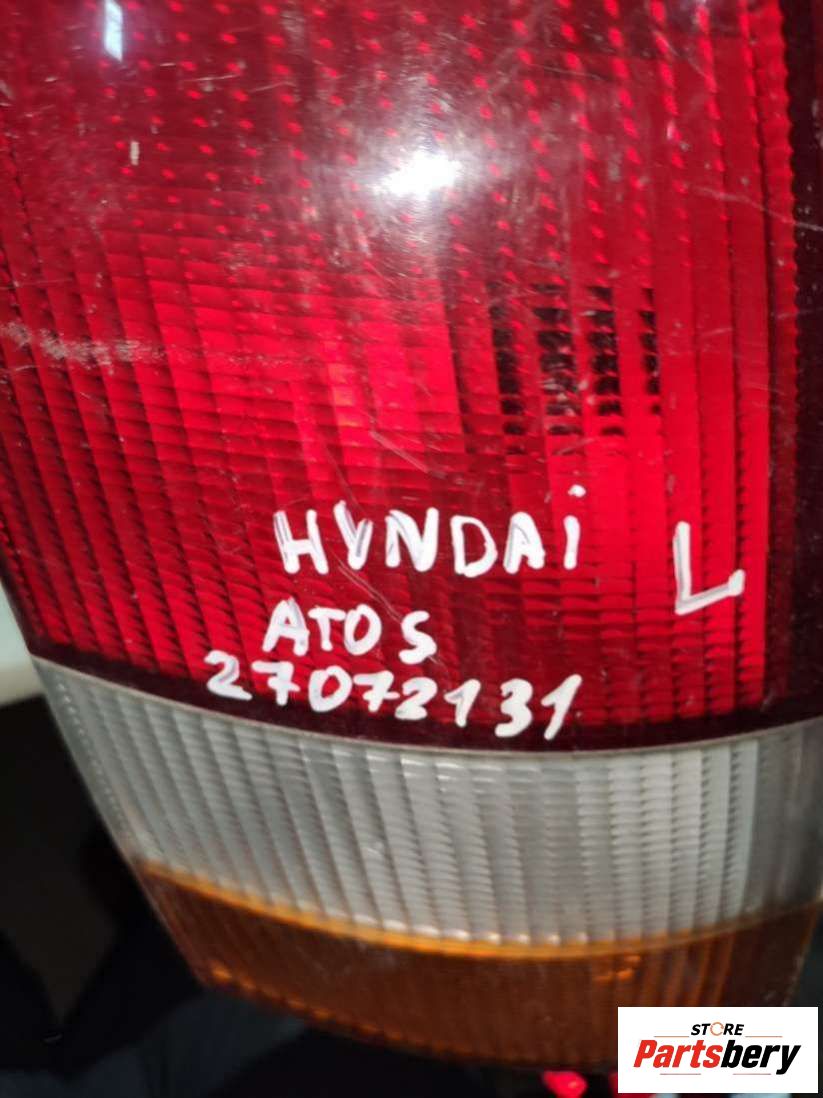 HYNDAi
L
ATOS
27072131
STORE
Partsbery